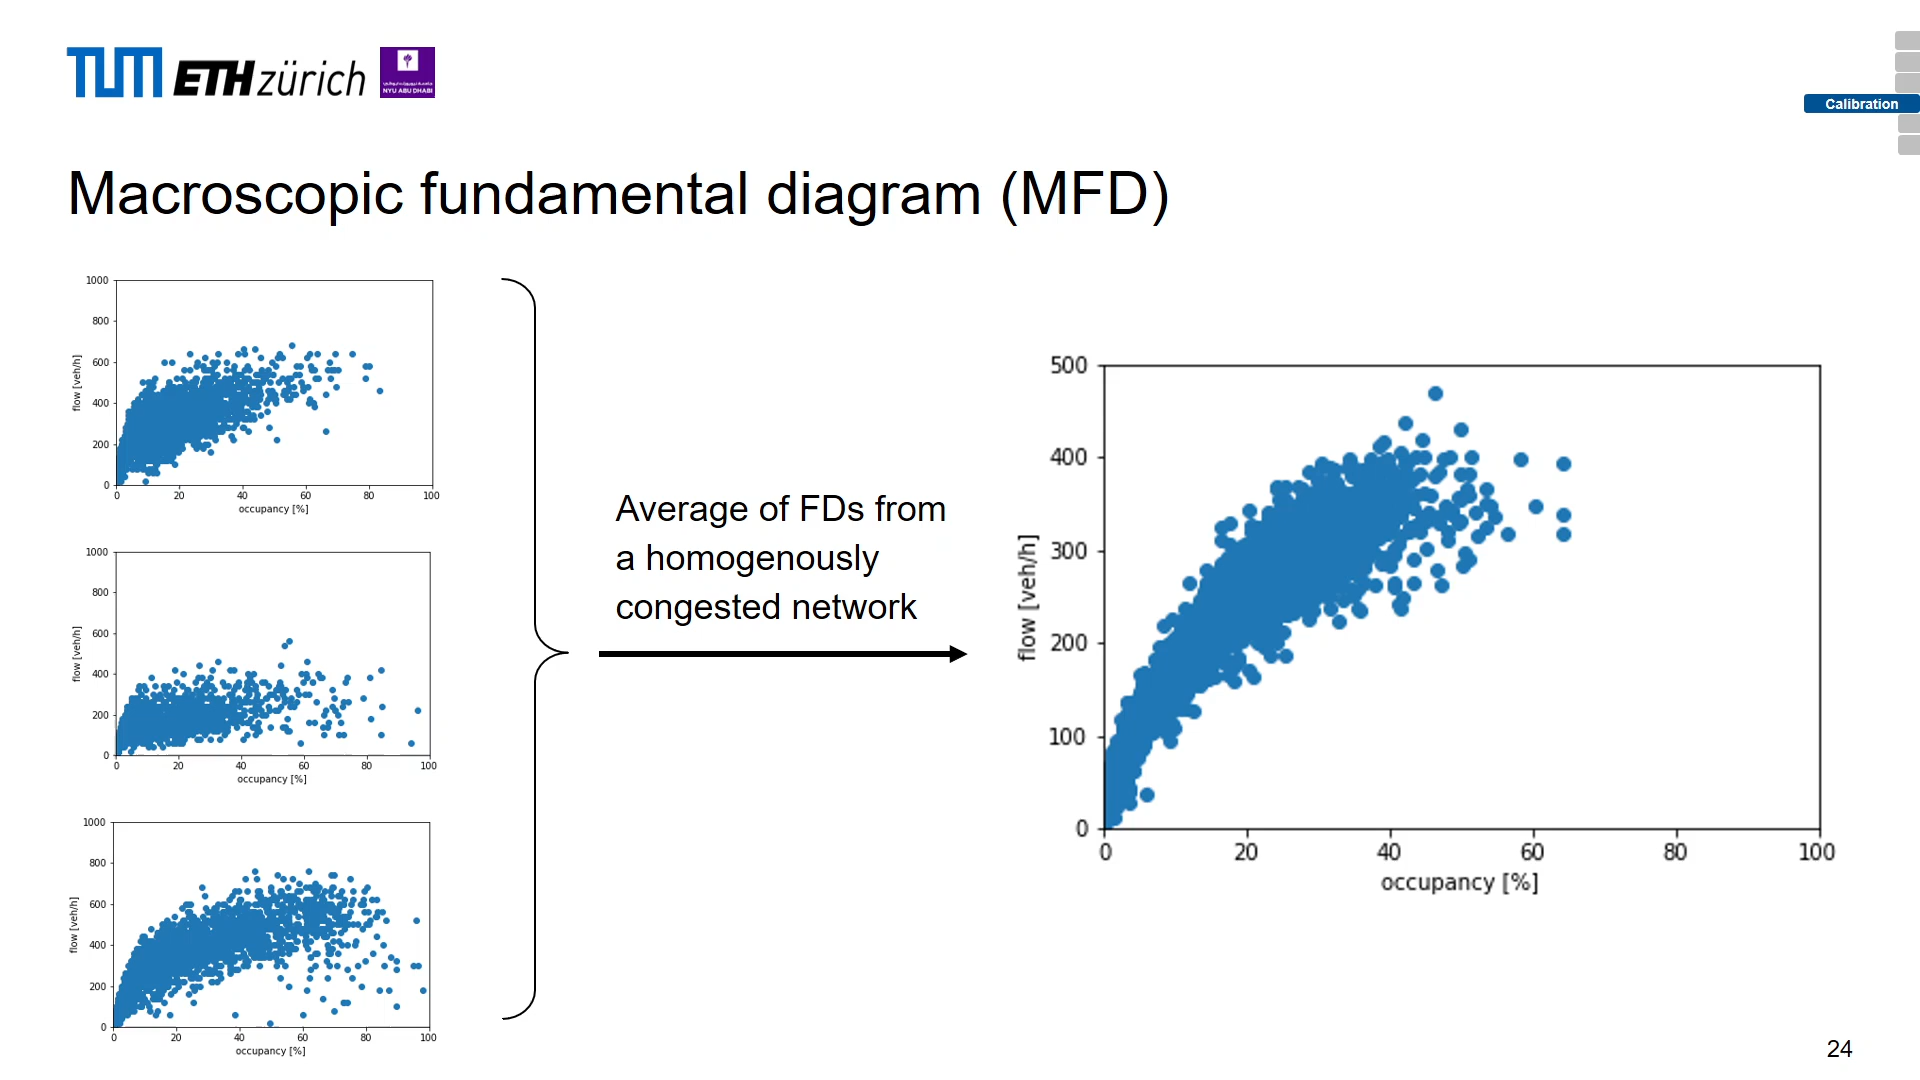 TUM ETH zürich
NYU ABU DHABI
Calibration
Macroscopic fundamental diagram (MFD)
1000
800
600
400
200
0
flow [veh/h]
0 20 40 60 80 100
occupancy [%]
1000
800
600
400
200
0
flow [veh/h]
0 20 40 60 80 100
occupancy [%]
1000
800
600
400
200
0
flow [veh/h]
0 20 40 60 80 100
occupancy [%]
Average of FDs from
a homogenously
congested network
500
400
300
200
100
0
flow [veh/h]
0 20 40 60 80 100
occupancy [%]
24